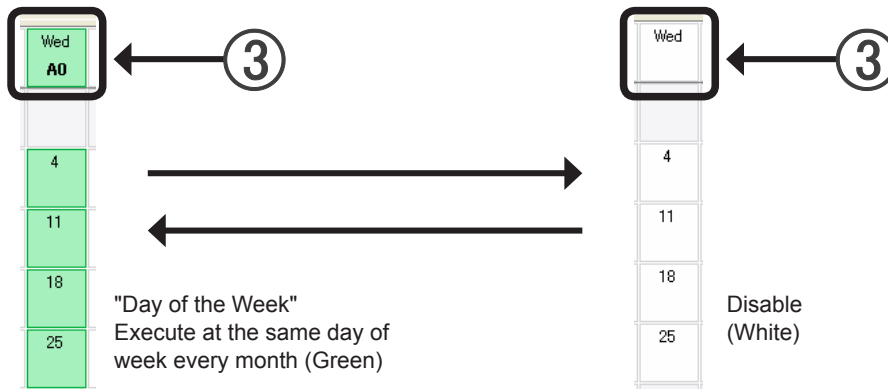 Wed
A0
3
4
11
18
25
"Day of the Week"
Execute at the same day of
week every month (Green)
Wed
3
4
11
18
25
Disable
(White)